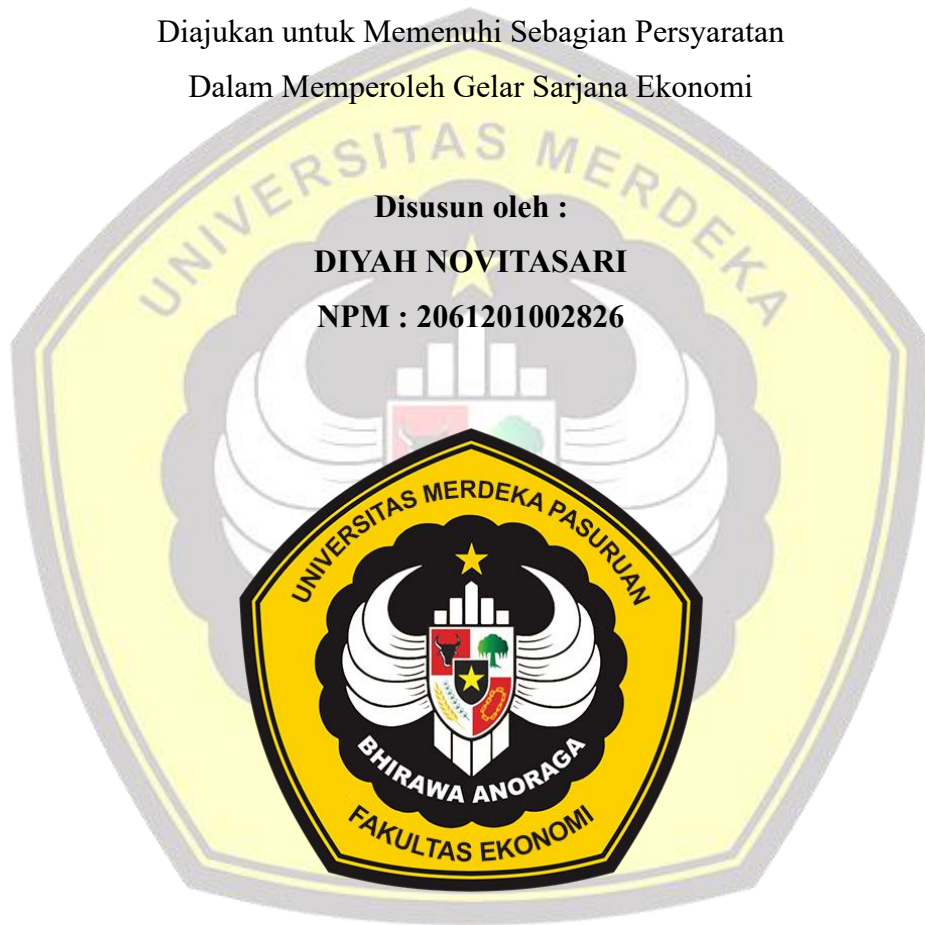 Diajukan untuk Memenuhi Sebagian Persyaratan
Dalam Memperoleh Gelar Sarjana Ekonomi
UNIVERSITAS MERDEKA
Disusun oleh :
DIYAH NOVITASARI
NPM : 2061201002826
UNIVERSITAS MERDEKA PASURUAN
BHIRAWA ANORAGA
FAKULTAS EKONOMI